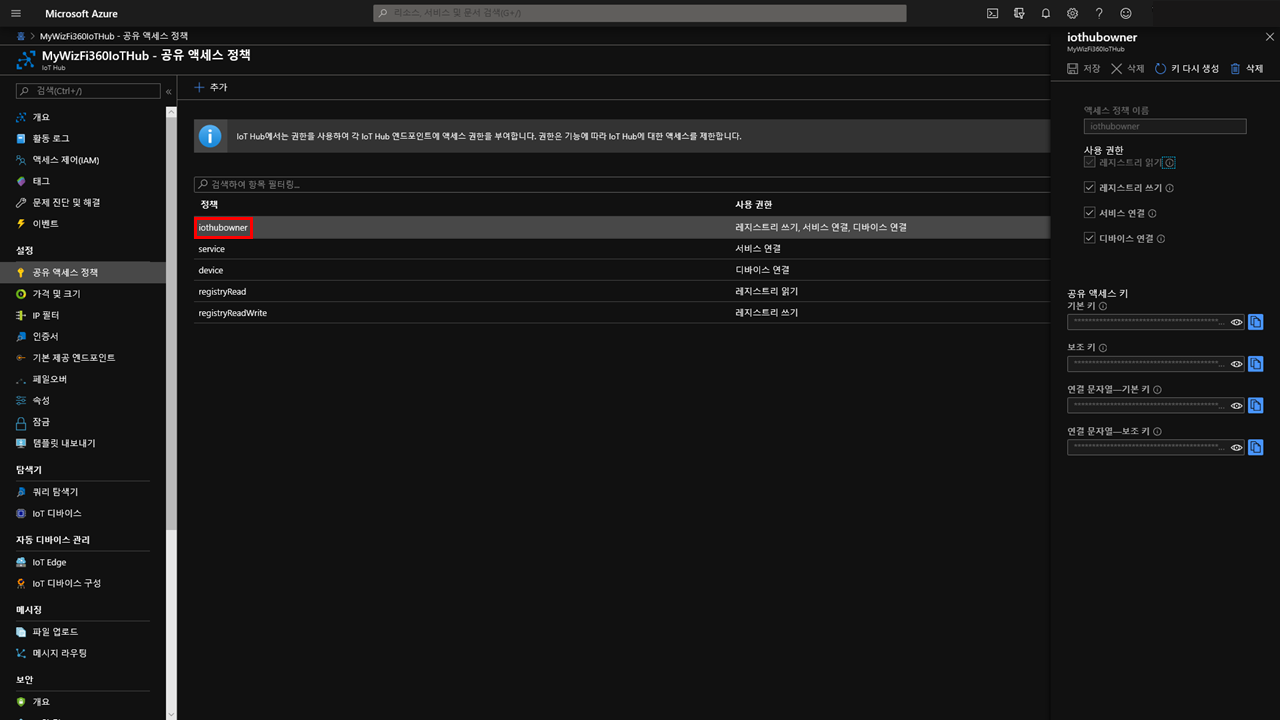 Microsoft Azure
리소스, 서비스 및 문서 검색(G+/)
홈 > MyWizFi360IoTHub - 공유 액세스 정책
MyWizFi360IoTHub - 공유 액세스 정책
IoT Hub
검색(Ctrl+/)
«
개요
활동 로그
액세스 제어(IAM)
태그
문제 진단 및 해결
이벤트
설정
공유 액세스 정책
가격 및 크기
IP 필터
인증서
기본 제공 엔드포인트
페일오버
속성
잠금
템플릿 내보내기
탐색기
쿼리 탐색기
IoT 디바이스
자동 디바이스 관리
IoT Edge
IoT 디바이스 구성
메시징
파일 업로드
메시지 라우팅
보안
개요
추가
IoT Hub에서는 권한을 사용하여 각 IoT Hub 엔드포인트에 액세스 권한을 부여합니다. 권한은 기능에 따라 IoT Hub에 대한 액세스를 제한합니다.
검색하여 항목 필터링...
정책 사용 권한
iothubowner 레지스트리 쓰기, 서비스 연결, 디바이스 연결
service 서비스 연결
device 디바이스 연결
registryRead 레지스트리 읽기
registryReadWrite 레지스트리 쓰기
iothubowner
MyWizFi360IoTHub
저장 삭제 키 다시 생성 삭제
액세스 정책 이름
iothubowner
사용 권한
레지스트리 읽기
레지스트리 쓰기
서비스 연결
디바이스 연결
공유 액세스 키
기본 키
보조 키
연결 문자열—기본 키
연결 문자열—보조 키